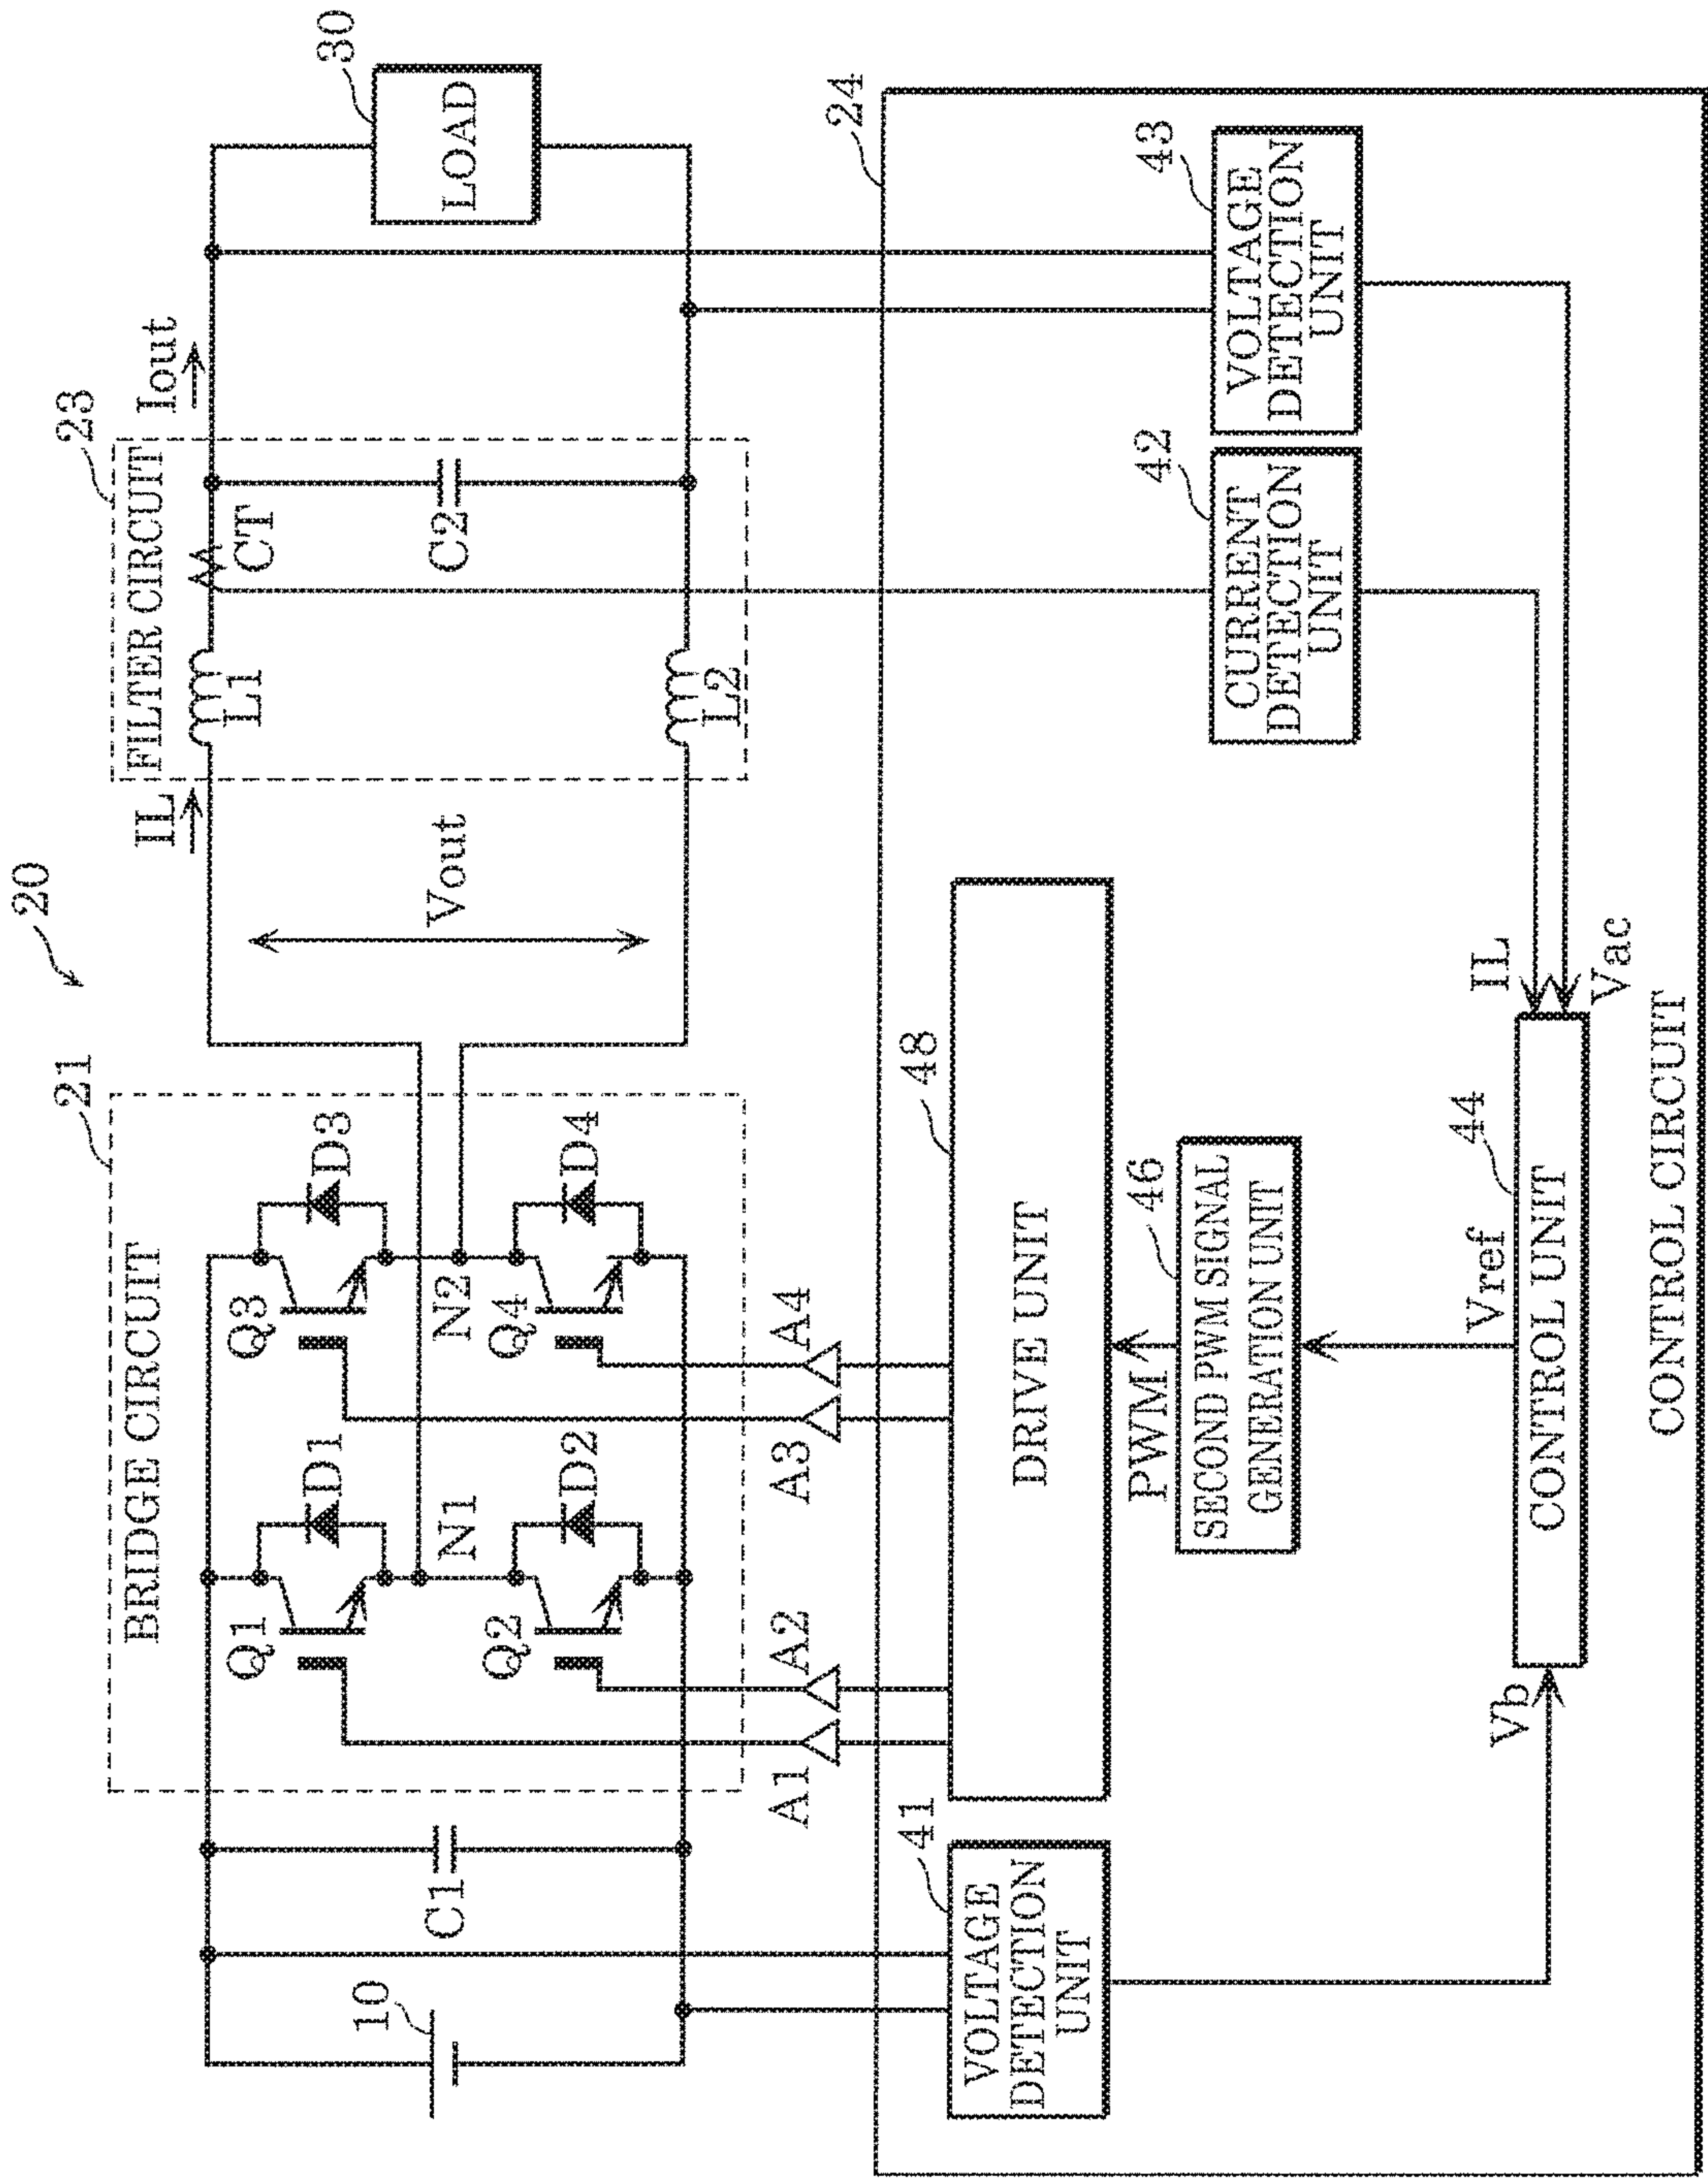 20
21
BRIDGE CIRCUIT
23
FILTER CIRCUIT
IL
Iout
30
LOAD
10
C1
Q1
D1
Q3
D3
N1
N2
Q2
D2
Q4
D4
Vout
L1
CT
C2
L2
A1
A2
A3
A4
24
41
VOLTAGE
DETECTION
UNIT
48
DRIVE UNIT
PWM
46
SECOND PWM SIGNAL
GENERATION UNIT
42
CURRENT
DETECTION
UNIT
43
VOLTAGE
DETECTION
UNIT
Vref
Vb
44
CONTROL UNIT
IL
Vac
CONTROL CIRCUIT